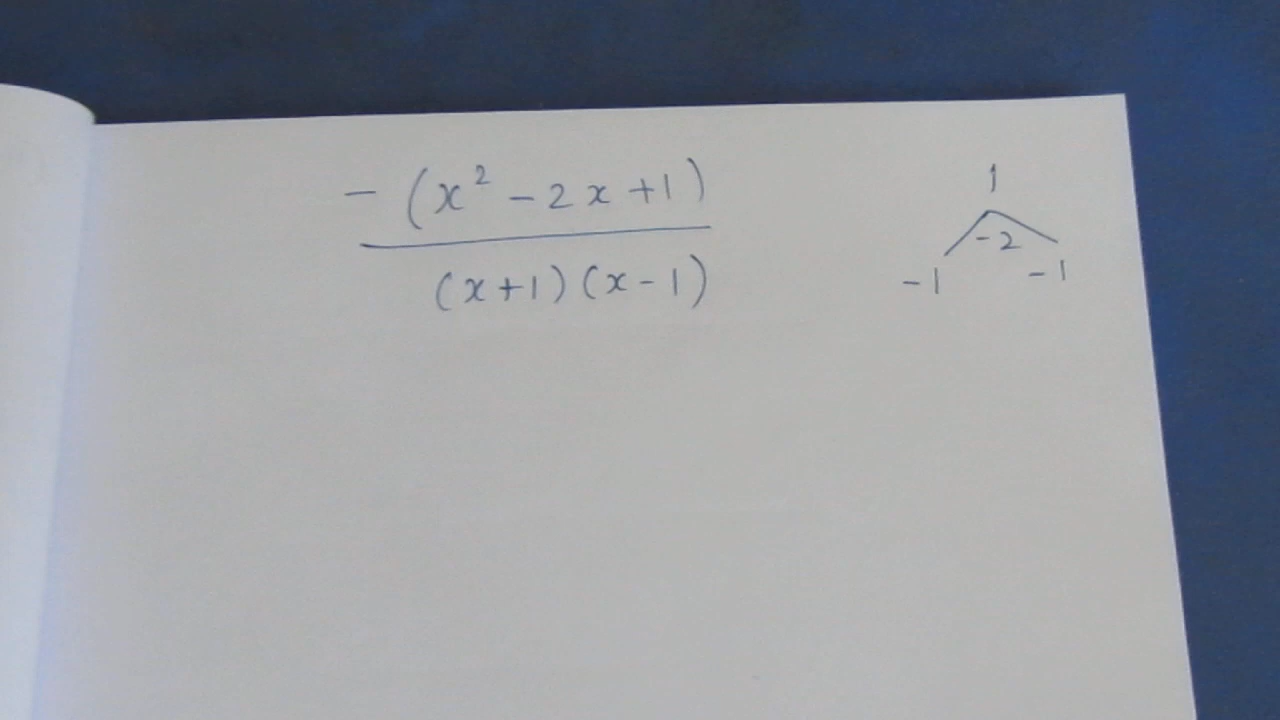 - (x² - 2x + 1)
(x+1) (x-1)
1
-2
-1 -1